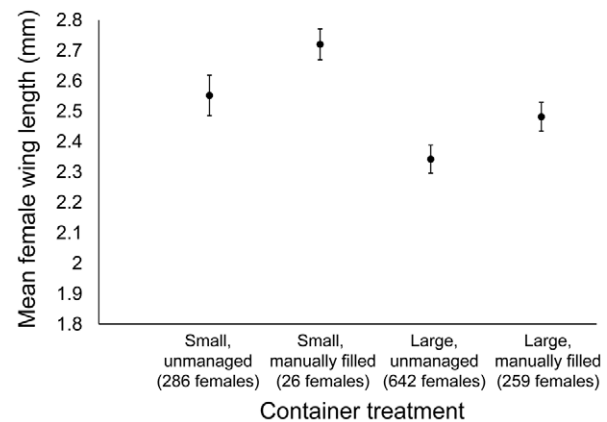 Mean female wing length (mm)
2.8
2.7
2.6
2.5
2.4
2.3
2.2
2.1
2
1.9
1.8
Small,
unmanaged
(286 females)
Small,
manually filled
(26 females)
Large,
unmanaged
(642 females)
Large,
manually filled
(259 females)
Container treatment